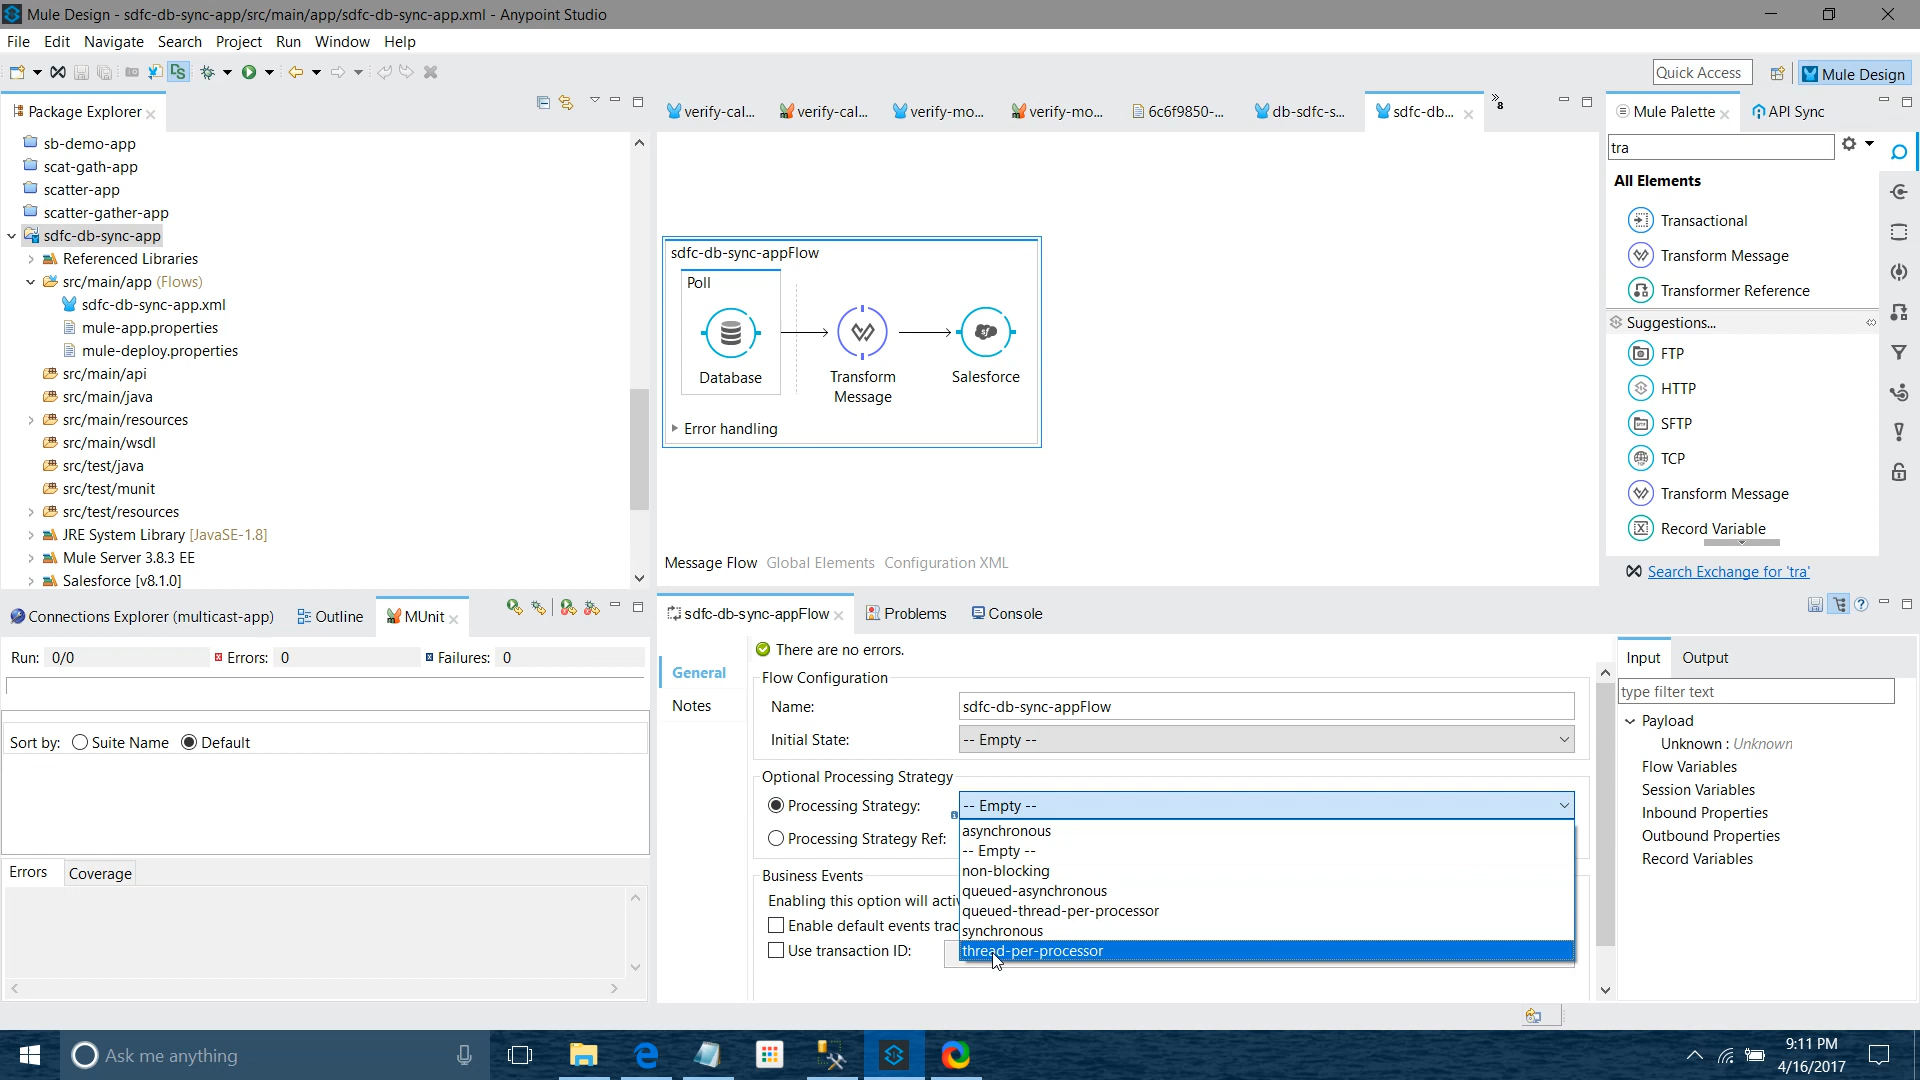 Mule Design - sdfc-db-sync-app/src/main/app/sdfc-db-sync-app.xml - Anypoint Studio
File Edit Navigate Search Project Run Window Help
Quick Access
Mule Design
Package Explorer
sb-demo-app
scat-gath-app
scatter-app
scatter-gather-app
sdfc-db-sync-app
Referenced Libraries
src/main/app (Flows)
sdfc-db-sync-app.xml
mule-app.properties
mule-deploy.properties
src/main/api
src/main/java
src/main/resources
src/main/wsdl
src/test/java
src/test/munit
src/test/resources
JRE System Library [JavaSE-1.8]
Mule Server 3.8.3 EE
Salesforce [v8.1.0]
verify-cal... verify-cal... verify-mo... verify-mo... 6c6f9850-... db-sdfc-s... sdfc-db... »8
sdfc-db-sync-appFlow
Poll
Database
Transform Message
Salesforce
Error handling
Message Flow Global Elements Configuration XML
Mule Palette API Sync
tra
All Elements
Transactional
Transform Message
Transformer Reference
Suggestions...
FTP
HTTP
SFTP
TCP
Transform Message
Record Variable
Search Exchange for 'tra'
Connections Explorer (multicast-app) Outline MUnit
Run: 0/0 Errors: 0 Failures: 0
Sort by: Suite Name Default
Errors Coverage
sdfc-db-sync-appFlow Problems Console
General
Notes
There are no errors.
Flow Configuration
Name: sdfc-db-sync-appFlow
Initial State: -- Empty --
Optional Processing Strategy
Processing Strategy: -- Empty --
Processing Strategy Ref:
asynchronous
-- Empty --
non-blocking
queued-asynchronous
queued-thread-per-processor
synchronous
thread-per-processor
Business Events
Enabling this option will activ
Enable default events trac
Use transaction ID:
Input Output
type filter text
Payload
Unknown : Unknown
Flow Variables
Session Variables
Inbound Properties
Outbound Properties
Record Variables
Ask me anything
9:11 PM
4/16/2017